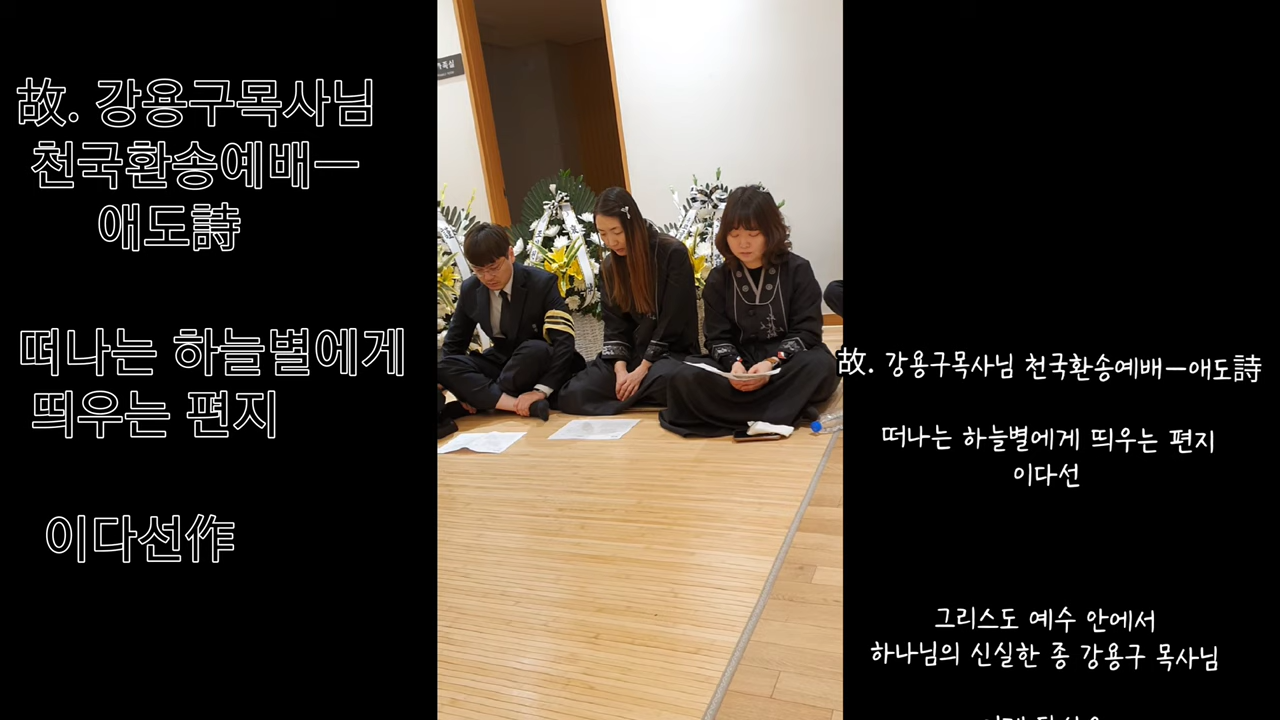 故. 강용구목사님
천국환송예배ㅡ
애도詩
떠나는 하늘별에게
띄우는 편지
이다선作
故. 강용구목사님 천국환송예배ㅡ애도詩
떠나는 하늘별에게 띄우는 편지
이다선
그리스도 예수 안에서
하나님의 신실한 종 강용구 목사님